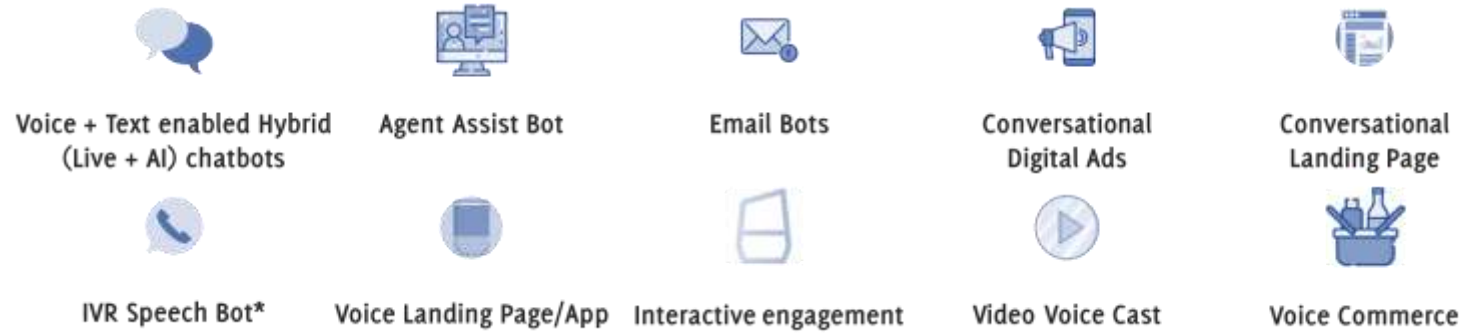 Voice + Text enabled Hybrid
(Live + AI) chatbots
Agent Assist Bot
Email Bots
Conversational
Digital Ads
Conversational
Landing Page
IVR Speech Bot*
Voice Landing Page/App
Interactive engagement
Video Voice Cast
Voice Commerce